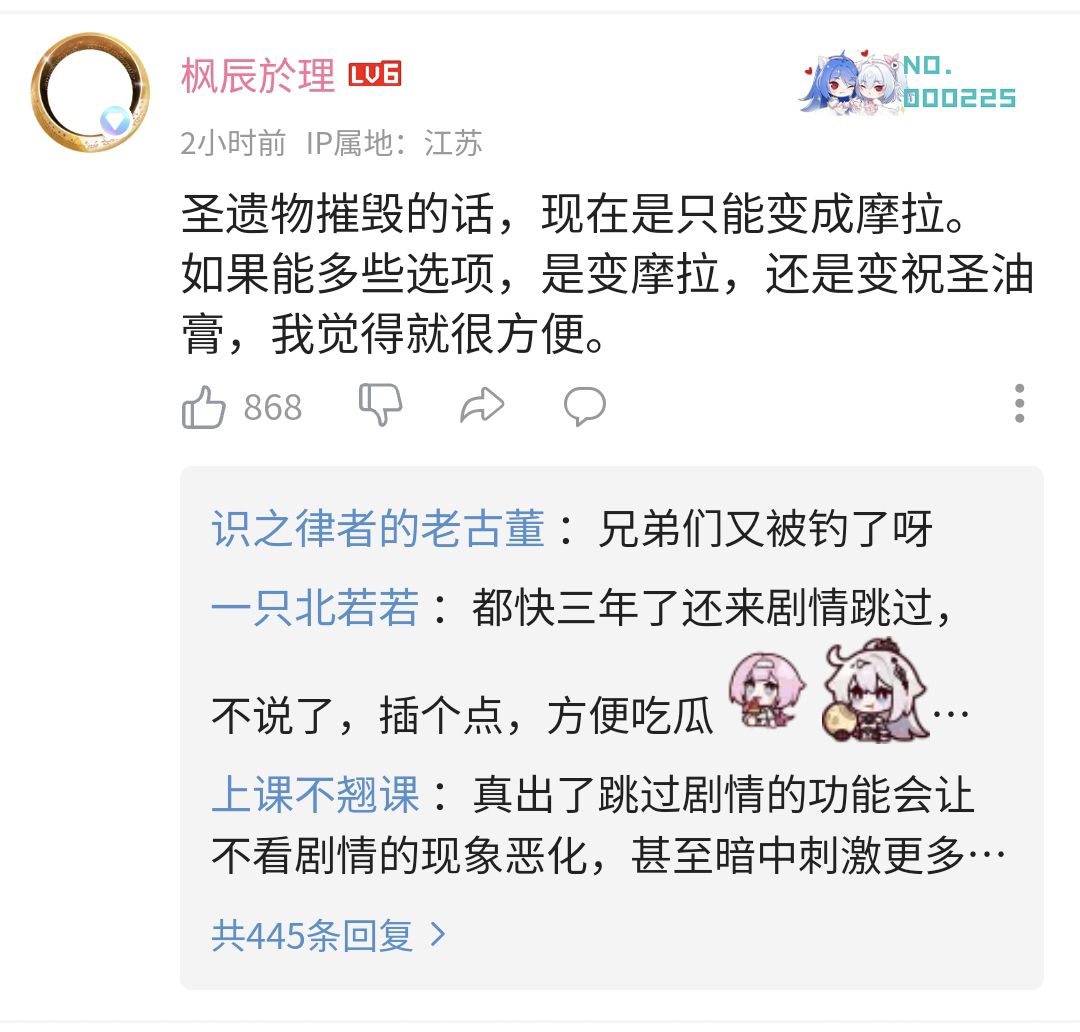 枫辰於理 LV6
NO.
000225
2小时前 IP属地：江苏
圣遗物摧毁的话，现在是只能变成摩拉。
如果能多些选项，是变摩拉，还是变祝圣油
膏，我觉得就很方便。
868
识之律者的老古董：兄弟们又被钓了呀
一只北若若：都快三年了还来剧情跳过，
不说了，插个点，方便吃瓜…
上课不翘课：真出了跳过剧情的功能会让
不看剧情的现象恶化，甚至暗中刺激更多…
共445条回复 >